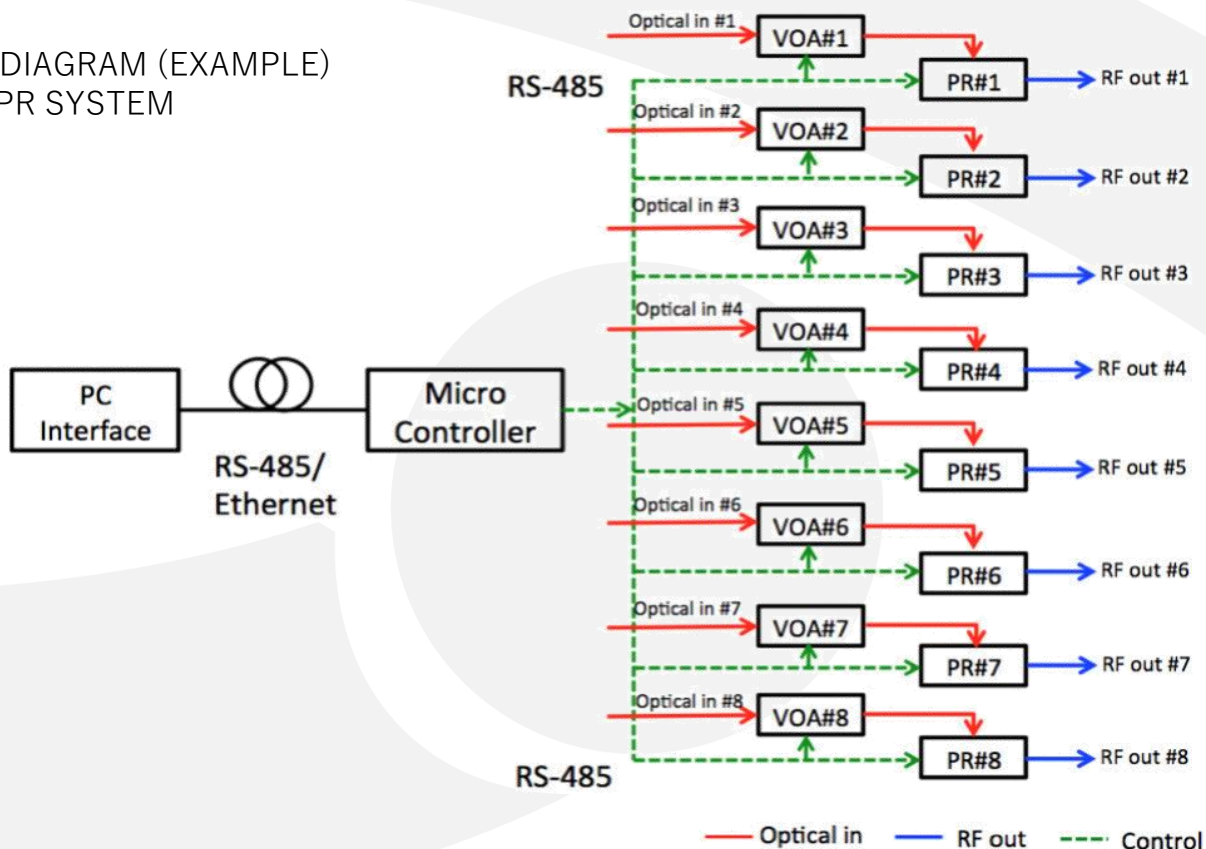 DIAGRAM (EXAMPLE)
PR SYSTEM
RS-485
Optical in #1
VOA#1
PR#1
RF out #1
Optical in #2
VOA#2
PR#2
RF out #2
Optical in #3
VOA#3
PR#3
RF out #3
Optical in #4
VOA#4
PR#4
RF out #4
PC
Interface
RS-485/
Ethernet
Micro
Controller
Optical in #5
VOA#5
PR#5
RF out #5
Optical in #6
VOA#6
PR#6
RF out #6
Optical in #7
VOA#7
PR#7
RF out #7
Optical in #8
VOA#8
PR#8
RF out #8
RS-485
Optical in
RF out
Control